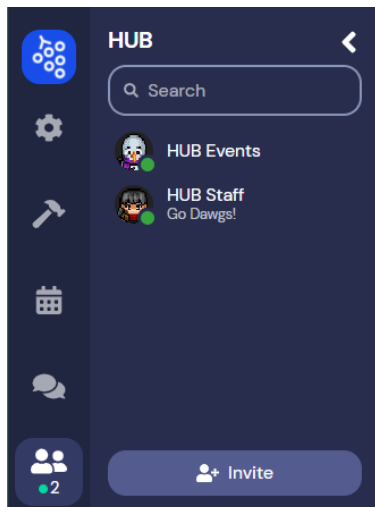 HUB
Search
HUB Events
HUB Staff
Go Dawgs!
2
Invite